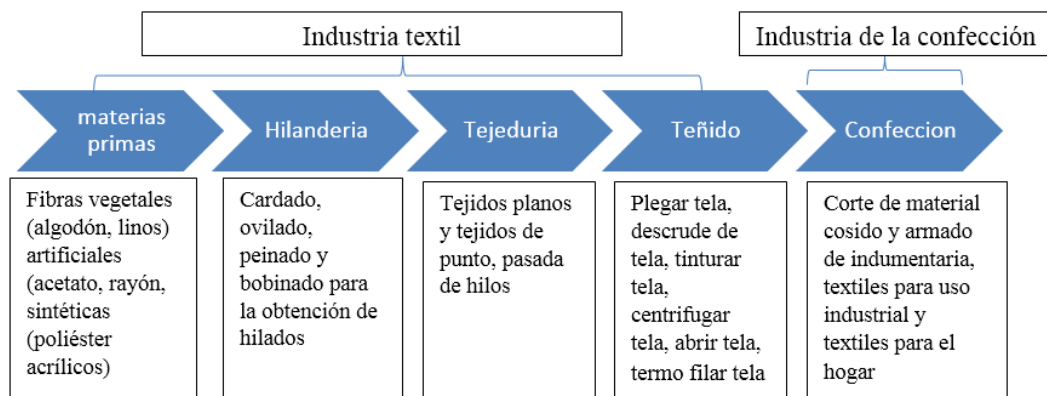 Industria textil
Industria de la confección
materias
primas
Hilanderia
Tejeduria
Teñido
Confeccion
Fibras vegetales
(algodón, linos)
artificiales
(acetato, rayón,
sintéticas
(poliéster
acrílicos)
Cardado,
ovilado,
peinado y
bobinado para
la obtención de
hilados
Tejidos planos
y tejidos de
punto, pasada
de hilos
Plegar tela,
descrude de
tela, tinturar
tela,
centrifugar
tela, abrir tela,
termo filar tela
Corte de material
cosido y armado
de indumentaria,
textiles para uso
industrial y
textiles para el
hogar